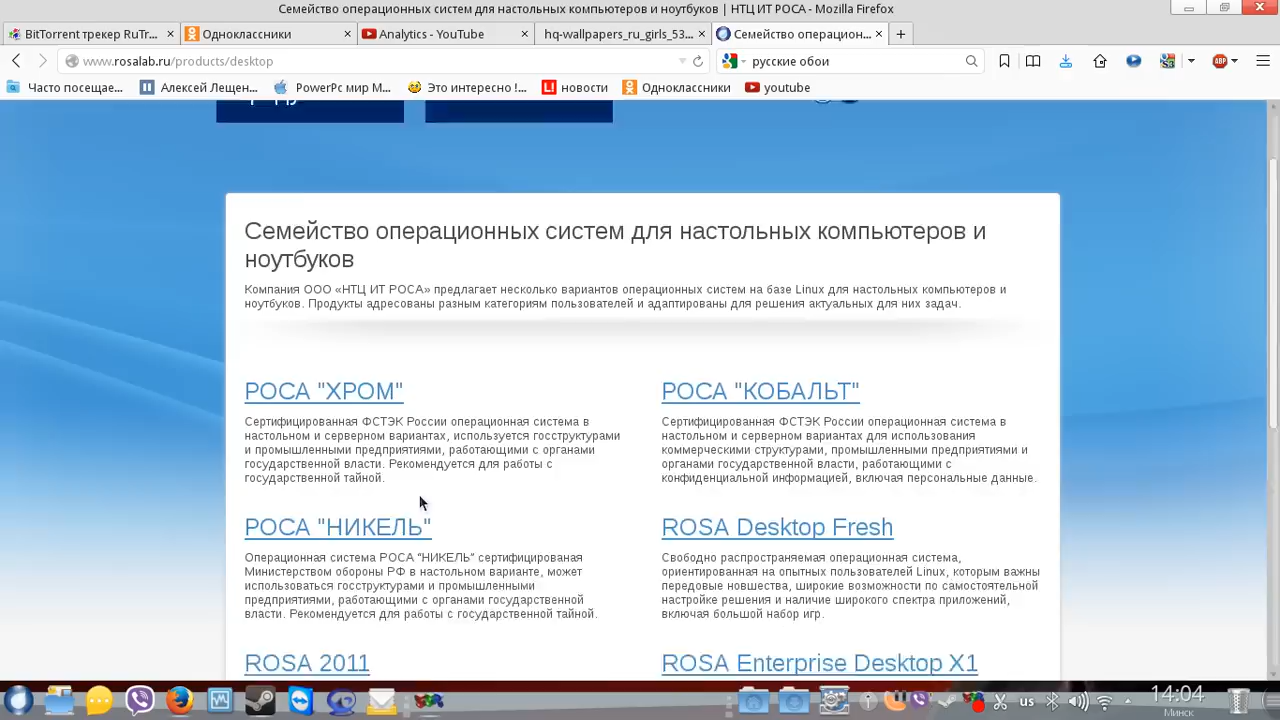 Семейство операционных систем для настольных компьютеров и ноутбуков | НТЦ ИТ РОСА - Mozilla Firefox
BitTorrent трекер RuTr...
Одноклассники
Analytics - YouTube
hq-wallpapers_ru_girls_53...
Семейство операцион...
www.rosalab.ru/products/desktop
русские обои
Часто посещае...
Алексей Лещен...
PowerPc мир M...
Это интересно !...
новости
Одноклассники
youtube
Семейство операционных систем для настольных компьютеров и
ноутбуков
Компания ООО «НТЦ ИТ РОСА» предлагает несколько вариантов операционных систем на базе Linux для настольных компьютеров и
ноутбуков. Продукты адресованы разным категориям пользователей и адаптированы для решения актуальных для них задач.
РОСА "ХРОМ"
Сертифицированная ФСТЭК России операционная система в
настольном и серверном вариантах, используется госструктурами
и промышленными предприятиями, работающими с органами
государственной власти. Рекомендуется для работы с
государственной тайной.
РОСА "КОБАЛЬТ"
Сертифицированная ФСТЭК России операционная система в
настольном и серверном вариантах для использования
коммерческими структурами, промышленными предприятиями и
органами государственной власти, работающими с
конфиденциальной информацией, включая персональные данные.
РОСА "НИКЕЛЬ"
Операционная система РОСА "НИКЕЛЬ" сертифицирована
Министерством обороны РФ в настольном варианте, может
использоваться госструктурами и промышленными
предприятиями, работающими с органами государственной
власти. Рекомендуется для работы с государственной тайной.
ROSA Desktop Fresh
Свободно распространяемая операционная система,
ориентированная на опытных пользователей Linux, которым важны
передовые новшества, широкие возможности по самостоятельной
настройке решения и наличие широкого спектра приложений,
включая большой набор игр.
ROSA 2011
ROSA Enterprise Desktop X1
us
14:04
Минск